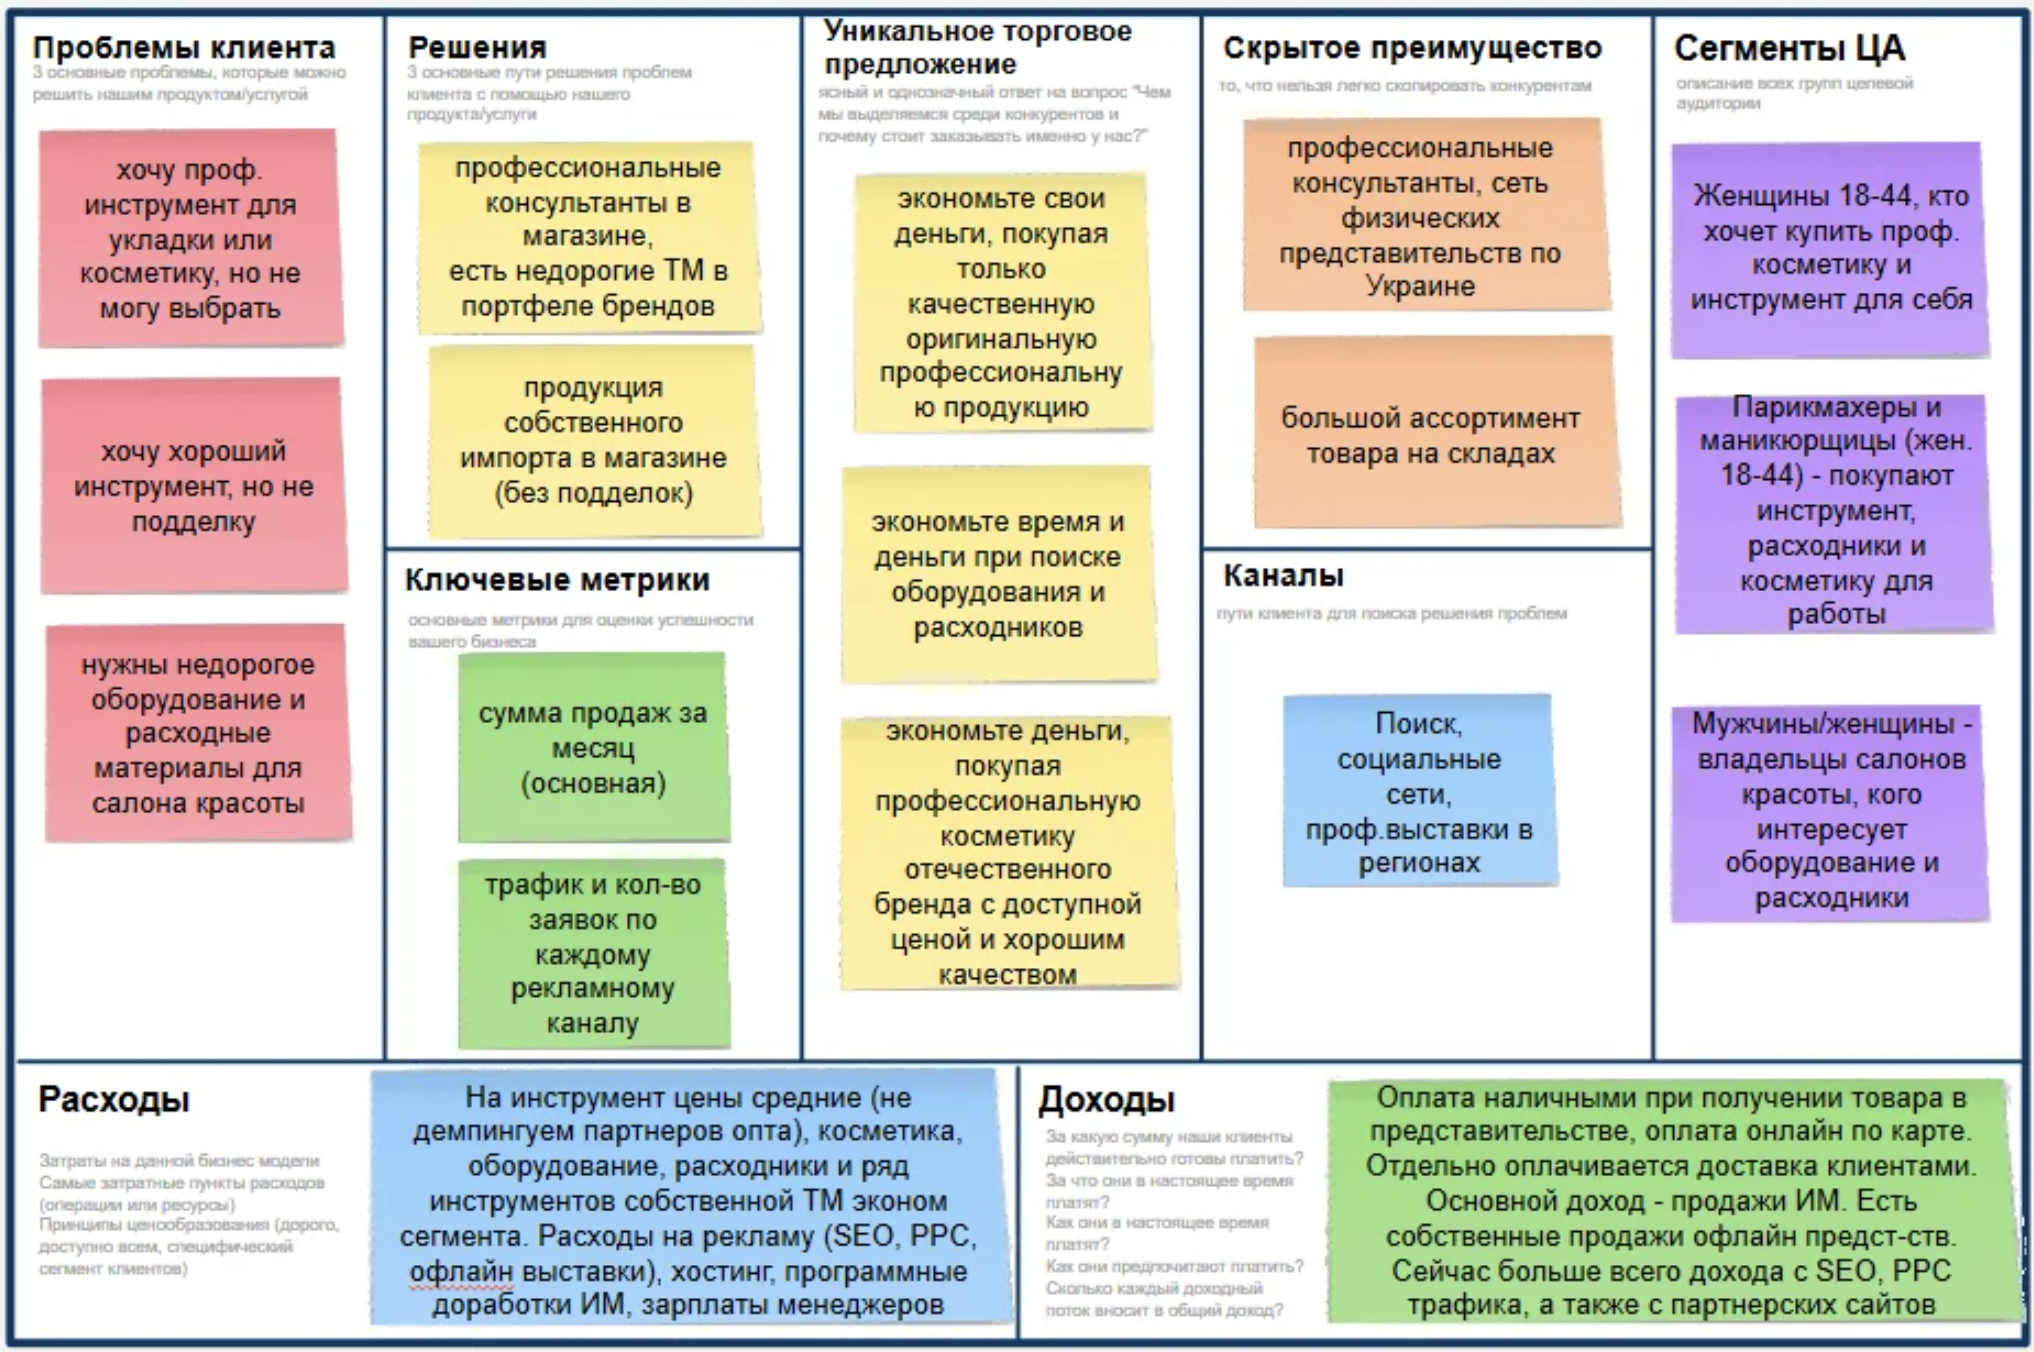 Проблемы клиента
3 основные проблемы, которые можно
решить нашим продуктом/услугой
хочу проф.
инструмент для
укладки или
косметику, но не
могу выбрать
хочу хороший
инструмент, но не
подделку
нужны недорогое
оборудование и
расходные
материалы для
салона красоты
Решения
3 основные пути решения проблем
клиента с помощью нашего
продукта/услуги
профессиональные
консультанты в
магазине,
есть недорогие ТМ в
портфеле брендов
продукция
собственного
импорта в магазине
(без подделок)
Ключевые метрики
основные метрики для оценки успешности
вашего бизнеса
сумма продаж за
месяц
(основная)
трафик и кол-во
заявок по
каждому
рекламному
каналу
Уникальное торговое
предложение
ясный и однозначный ответ на вопрос "Чем
мы выделяемся среди конкурентов и
почему стоит заказывать именно у нас?"
экономьте свои
деньги, покупая
только
качественную
оригинальную
профессиональну
ю продукцию
экономьте время и
деньги при поиске
оборудования и
расходников
экономьте деньги,
покупая
профессиональную
косметику
отечественного
бренда с доступной
ценой и хорошим
качеством
Скрытое преимущество
то, что нельзя легко скопировать конкурентам
профессиональные
консультанты, сеть
физических
представительств по
Украине
большой ассортимент
товара на складах
Каналы
пути клиента для поиска решения проблем
Поиск,
социальные
сети,
проф.выставки в
регионах
Сегменты ЦА
описание всех групп целевой
аудитории
Женщины 18-44, кто
хочет купить проф.
косметику и
инструмент для себя
Парикмахеры и
маникюрщицы (жен.
18-44) - покупают
инструмент,
расходники и
косметику для
работы
Мужчины/женщины -
владельцы салонов
красоты, кого
интересует
оборудование и
расходники
Расходы
Затраты на данной бизнес модели
Самые затратные пункты расходов
(операции или ресурсы)
Принципы ценообразования (дорого,
доступно всем, специфический
сегмент клиентов)
На инструмент цены средние (не
демпингуем партнеров опта), косметика,
оборудование, расходники и ряд
инструментов собственной ТМ эконом
сегмента. Расходы на рекламу (SEO, PPC,
офлайн выставки), хостинг, программные
доработки ИМ, зарплаты менеджеров
Доходы
За какую сумму наши клиенты
действительно готовы платить?
За что они в настоящее время
платят?
Как они в настоящее время
платят?
Как они предпочитают платить?
Сколько каждый доходный
поток вносит в общий доход?
Оплата наличными при получении товара в
представительстве, оплата онлайн по карте.
Отдельно оплачивается доставка клиентами.
Основной доход - продажи ИМ. Есть
собственные продажи офлайн предст-ств.
Сейчас больше всего дохода с SEO, PPC
трафика, а также с партнерских сайтов